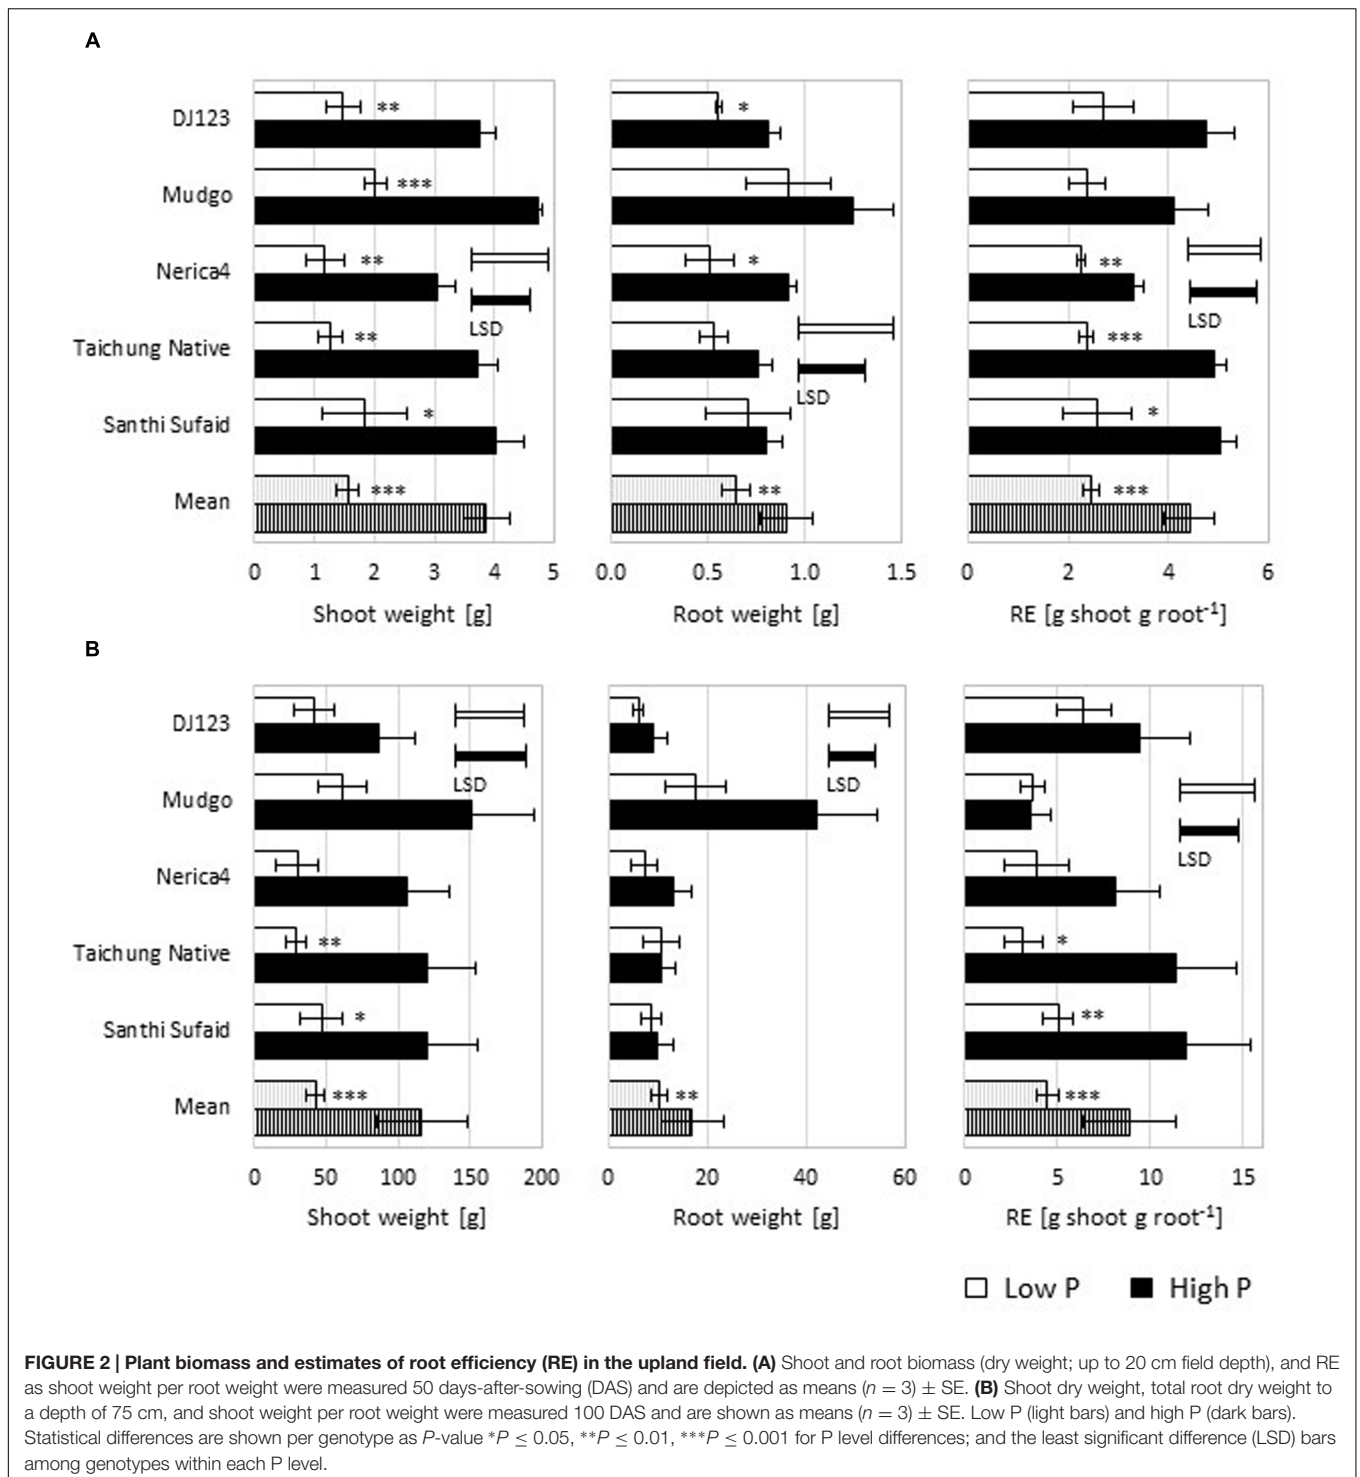 A
DJ123
**
*
Mudgo
***
Nerica4
**
*
**
LSD
LSD
Taichung Native
**
***
LSD
Santhi Sufaid
*
*
Mean
***
**
***
0 1 2 3 4 5
0.0 0.5 1.0 1.5
0 2 4 6
Shoot weight [g]
Root weight [g]
RE [g shoot g root⁻¹]
B
DJ123
LSD
LSD
Mudgo
LSD
Nerica4
Taichung Native
**
*
Santhi Sufaid
*
**
Mean
***
**
***
0 50 100 150 200
0 20 40 60
0 5 10 15
Shoot weight [g]
Root weight [g]
RE [g shoot g root⁻¹]
Low P
High P
FIGURE 2 | Plant biomass and estimates of root efficiency (RE) in the upland field. (A) Shoot and root biomass (dry weight; up to 20 cm field depth), and RE
as shoot weight per root weight were measured 50 days-after-sowing (DAS) and are depicted as means (n = 3) ± SE. (B) Shoot dry weight, total root dry weight to
a depth of 75 cm, and shoot weight per root weight were measured 100 DAS and are shown as means (n = 3) ± SE. Low P (light bars) and high P (dark bars).
Statistical differences are shown per genotype as P-value *P ≤ 0.05, **P ≤ 0.01, ***P ≤ 0.001 for P level differences; and the least significant difference (LSD) bars
among genotypes within each P level.